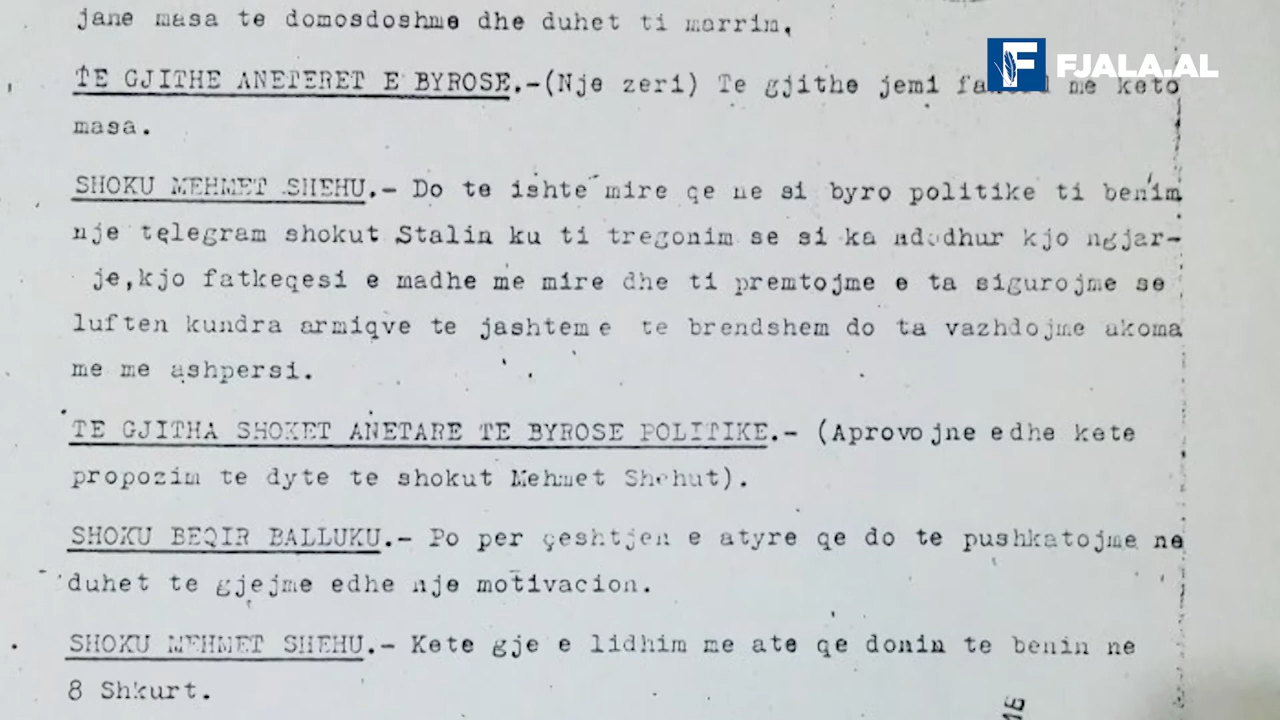 jane masa te domosdoshme dhe duhet ti marrim.
FJALA.AL
TE GJITHE ANETERET E BYROSE.-(Nje zeri) Te gjithe jemi me keto
masa.
SHOKU MEHMET SHEHU.- Do te ishte mire qe ne si byro politike ti benim
nje telegram shokut Stalin ku ti tregonim se si ka ndodhur kjo ngjar-
je,kjo fatkeqesi e madhe me mire dhe ti premtojme e ta sigurojme se
luften kundra armiqve te jashtem e te brendshem do ta vazhdojme akoma
me me ashpersi.
TE GJITHA SHOKET ANETARE TE BYROSE POLITIKE.- (Aprovojne edhe kete
propozim te dyte te shokut Mehmet Shehut).
SHOKU BEQIR BALLUKU.- Po per çeshtjen e atyre qe do te pushkatojme ne
duhet te gjejme edhe nje motivacion.
SHOKU MEHMET SHEHU.- Kete gje e lidhim me ate qe donin te benin ne
8 Shkurt.